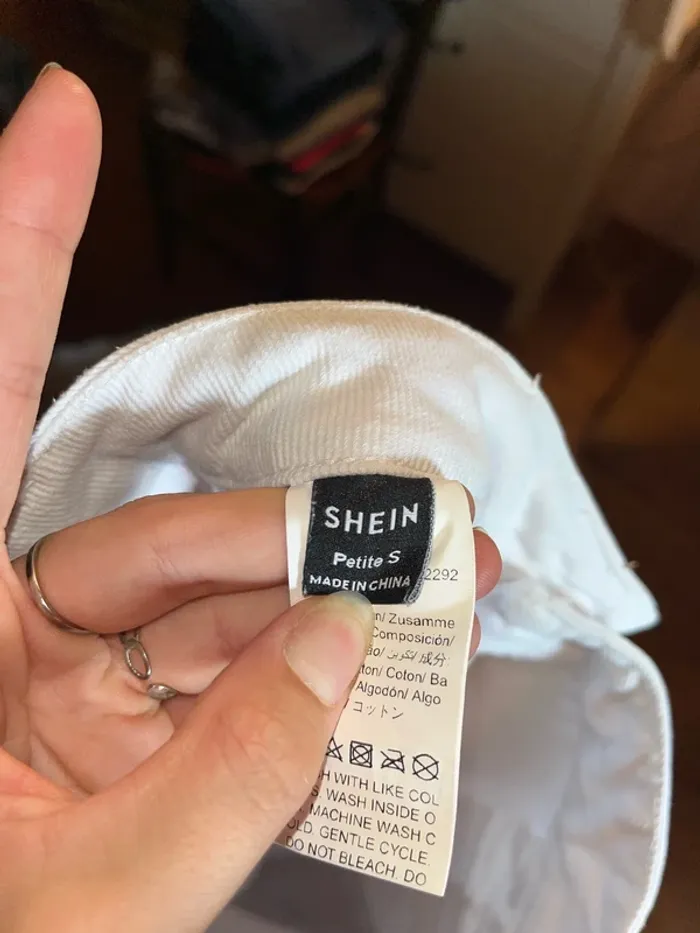 SHEIN
Petite S
MADE IN CHINA
2292
Zusamme
Composición/
成分
Coton/ Ba
Algodón/ Algo
コットン
WITH LIKE COL
WASH INSIDE O
MACHINE WASH C
GENTLE CYCLE.
DO NOT BLEACH. DO